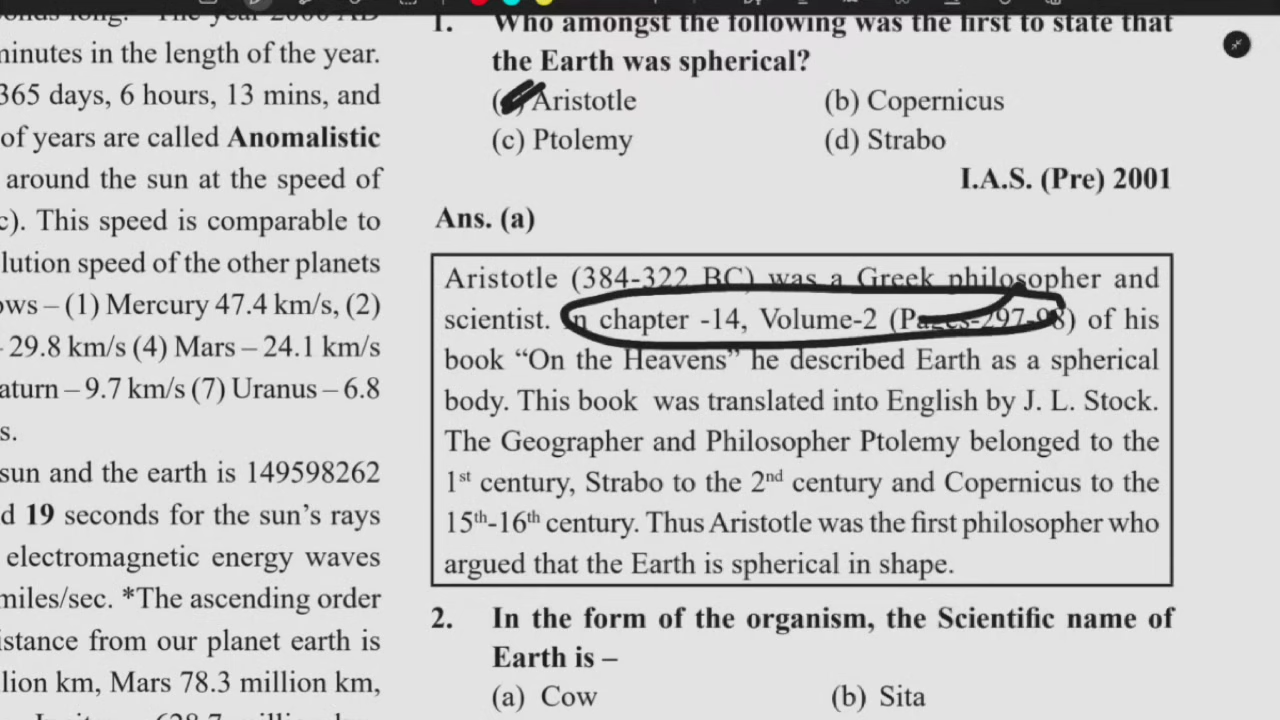 minutes in the length of the year.
365 days, 6 hours, 13 mins, and
of years are called Anomalistic
around the sun at the speed of
c). This speed is comparable to
lution speed of the other planets
ows – (1) Mercury 47.4 km/s, (2)
29.8 km/s (4) Mars – 24.1 km/s
aturn – 9.7 km/s (7) Uranus – 6.8
s.
sun and the earth is 149598262
d 19 seconds for the sun's rays
electromagnetic energy waves
miles/sec. *The ascending order
istance from our planet earth is
lion km, Mars 78.3 million km,
1. Who amongst the following was the first to state that
the Earth was spherical?
Aristotle (b) Copernicus
(c) Ptolemy (d) Strabo
I.A.S. (Pre) 2001
Ans. (a)
Aristotle (384-322 BC) was a Greek philosopher and
scientist. In chapter -14, Volume-2 (Pages-297-98) of his
book “On the Heavens” he described Earth as a spherical
body. This book was translated into English by J. L. Stock.
The Geographer and Philosopher Ptolemy belonged to the
1st century, Strabo to the 2nd century and Copernicus to the
15th-16th century. Thus Aristotle was the first philosopher who
argued that the Earth is spherical in shape.
2. In the form of the organism, the Scientific name of
Earth is –
(a) Cow (b) Sita